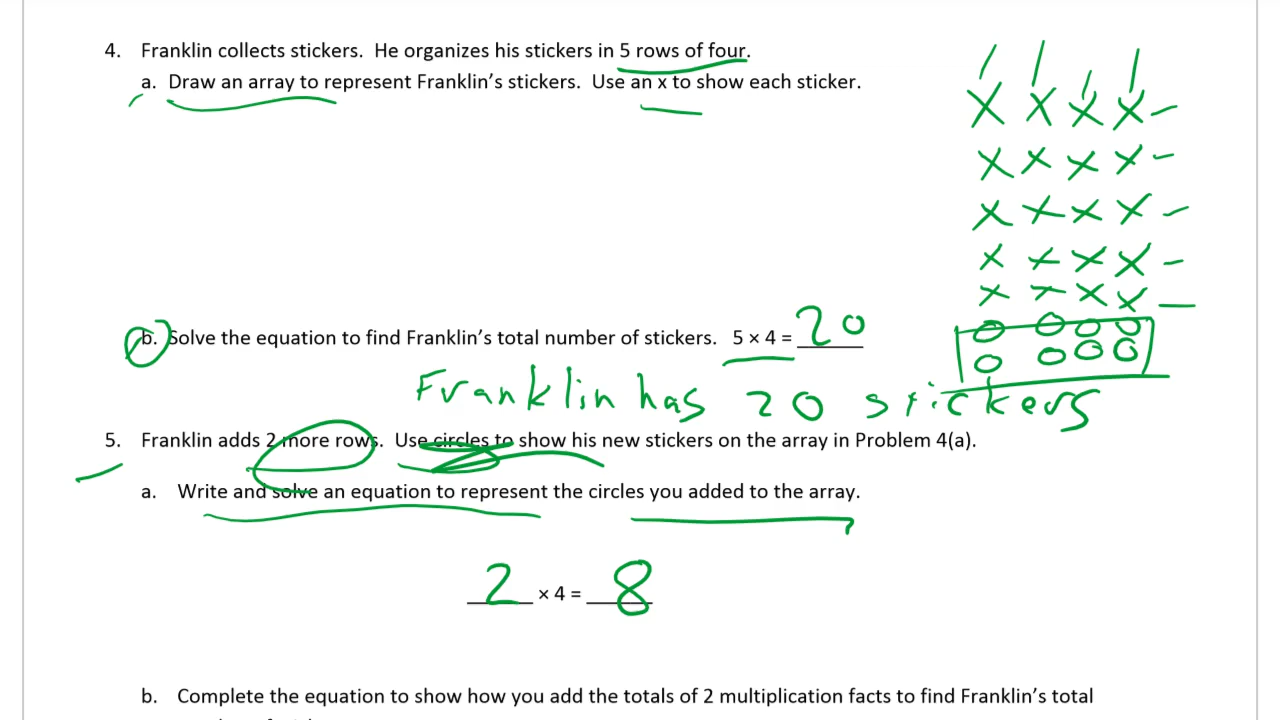 4. Franklin collects stickers. He organizes his stickers in 5 rows of four.
a. Draw an array to represent Franklin's stickers. Use an x to show each sticker.
X X X X
X X X X
X X X X
X X X X
X X X X
O O O O
O O O O
b. Solve the equation to find Franklin's total number of stickers. 5 × 4 = 20
Franklin has 20 stickers
5. Franklin adds 2 more rows. Use circles to show his new stickers on the array in Problem 4(a).
a. Write and solve an equation to represent the circles you added to the array.
2 × 4 = 8
b. Complete the equation to show how you add the totals of 2 multiplication facts to find Franklin's total